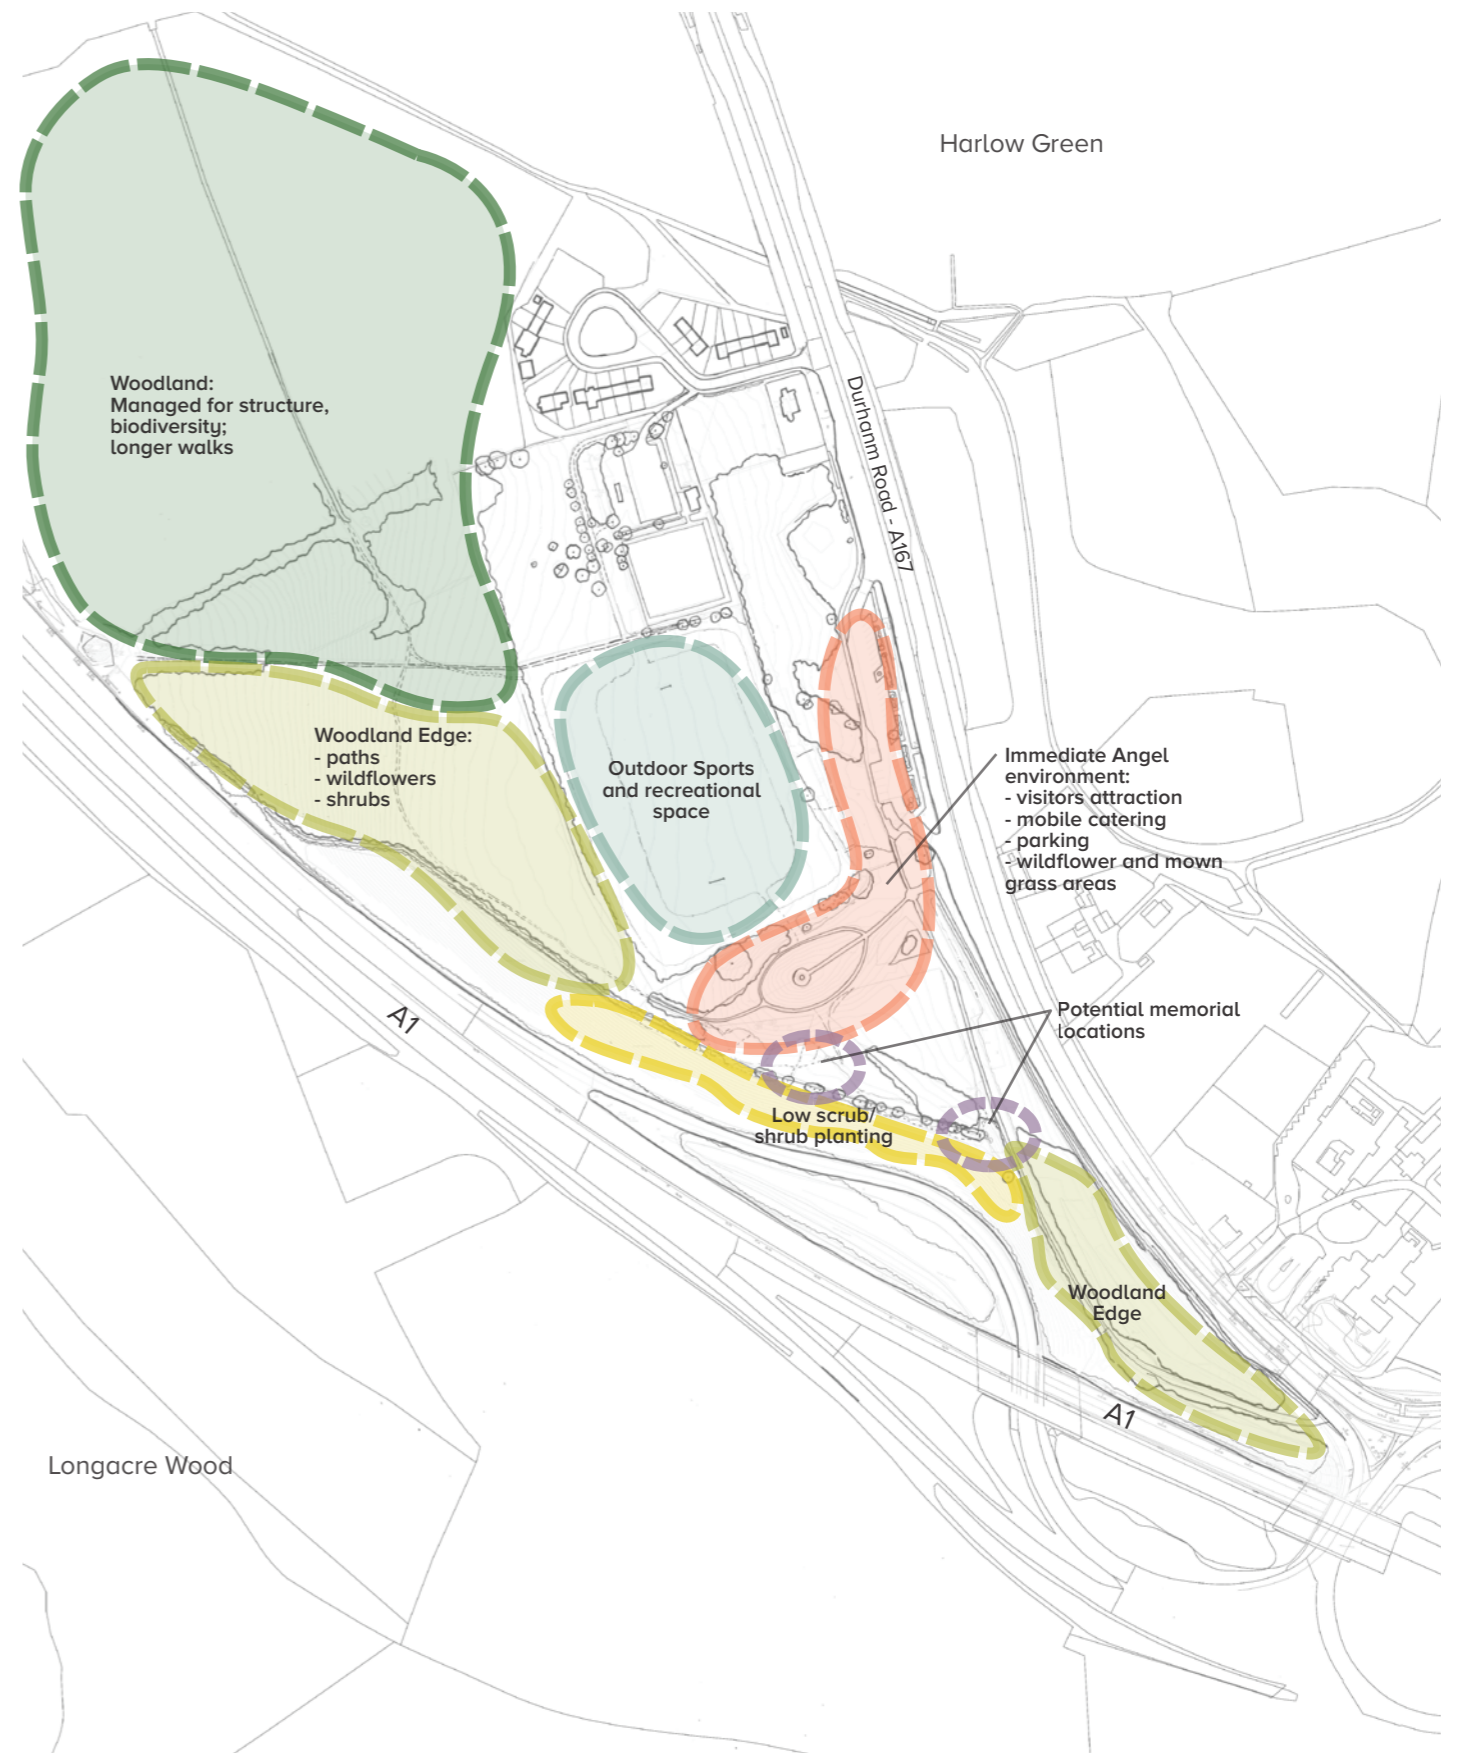 Harlow Green
Woodland:
Managed for structure,
biodiversity;
longer walks
Durhanm Road - A167
Woodland Edge:
- paths
- wildflowers
- shrubs
Outdoor Sports
and recreational
space
Immediate Angel
environment:
- visitors attraction
- mobile catering
- parking
- wildflower and mown
grass areas
A1
Potential memorial
locations
Low scrub/
shrub planting
Woodland
Edge
A1
Longacre Wood